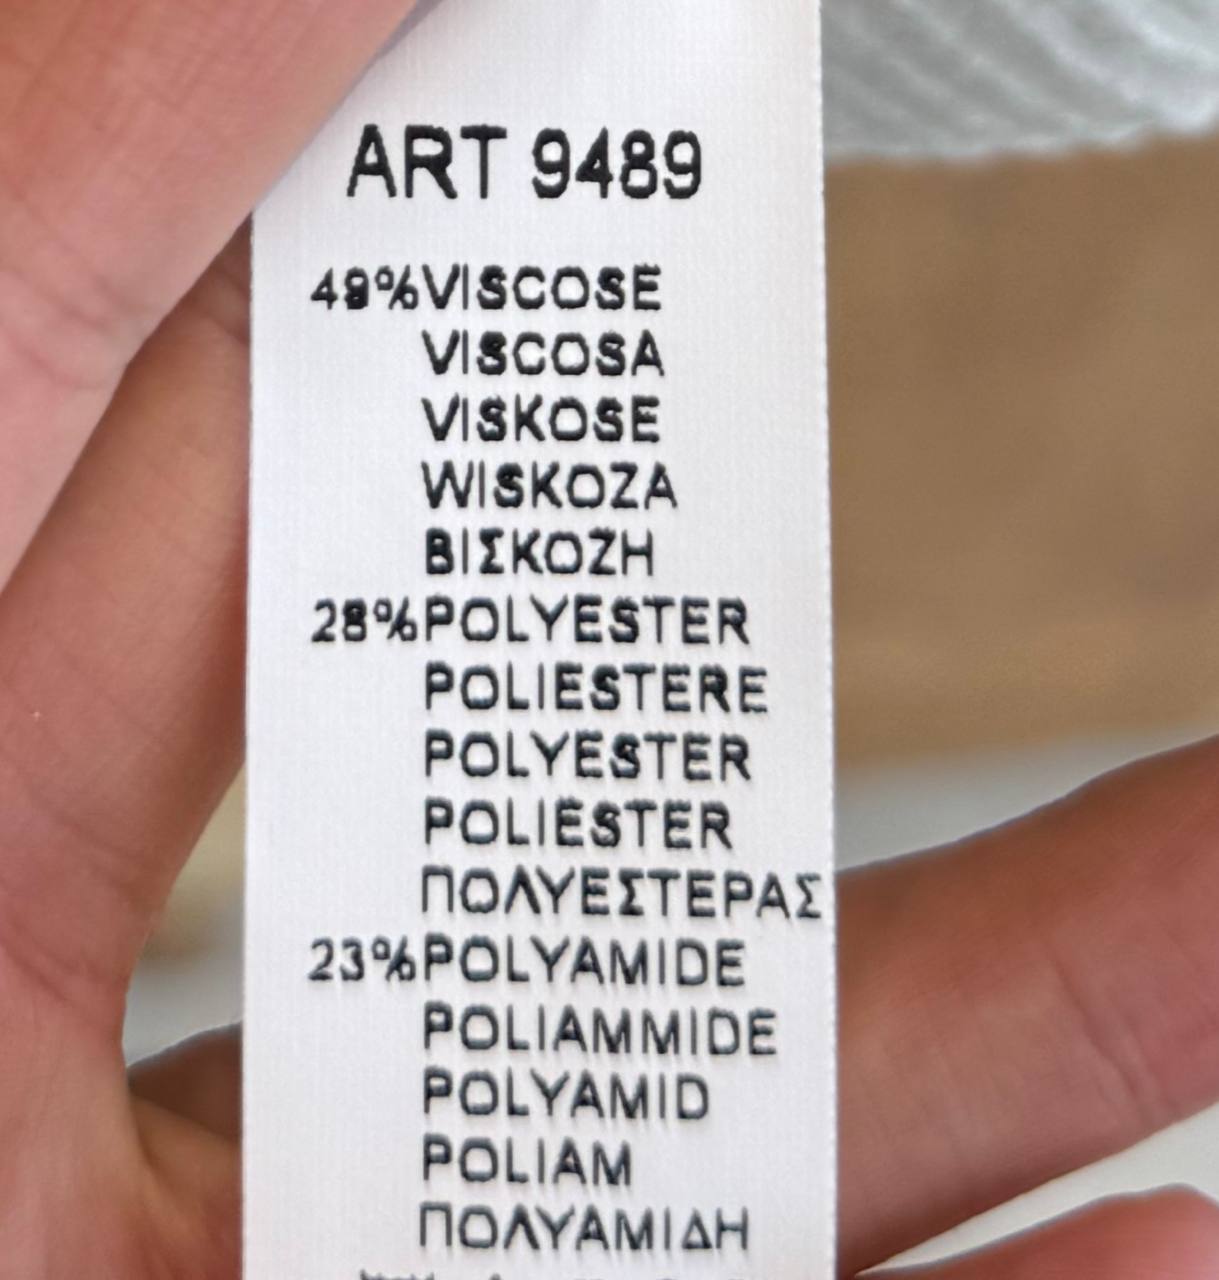 ART 9489
49%VISCOSE
VISCOSA
VISKOSE
WISKOZA
ΒΙΣΚΟΖΗ
28%POLYESTER
POLIESTERE
POLYESTER
POLIESTER
ΠΟΛΥΕΣΤΕΡΑΣ
23%POLYAMIDE
POLIAMMIDE
POLYAMID
POLIAM
ΠΟΛΥΑΜΙΔΗ